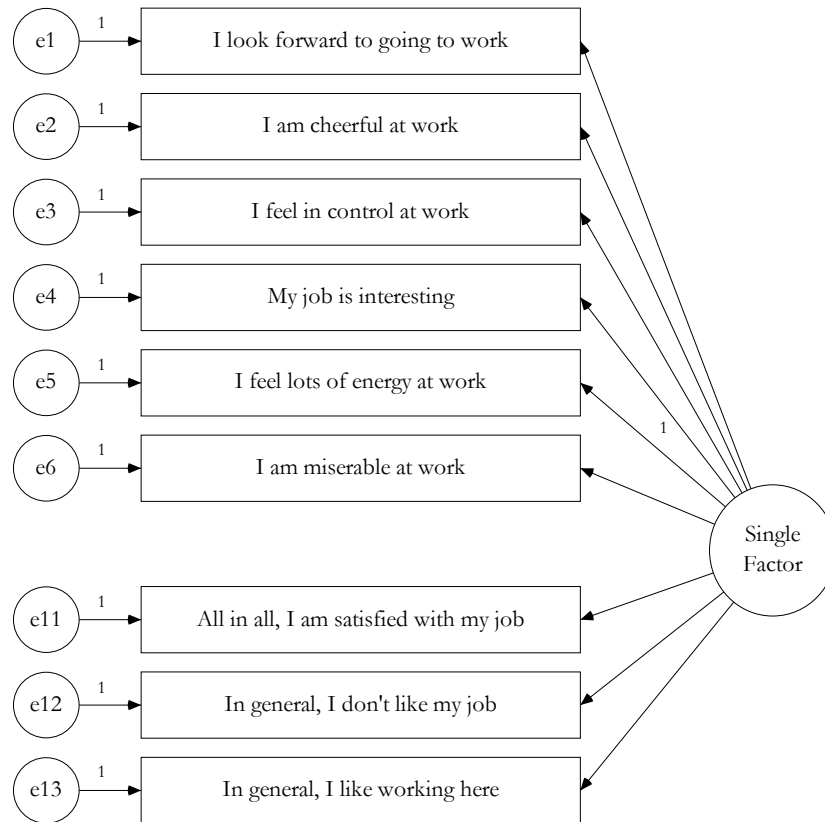 1
e1 I look forward to going to work
1
e2 I am cheerful at work
1
e3 I feel in control at work
1
e4 My job is interesting
1
e5 I feel lots of energy at work
1
1
e6 I am miserable at work
Single
Factor
1
e11 All in all, I am satisfied with my job
1
e12 In general, I don't like my job
1
e13 In general, I like working here